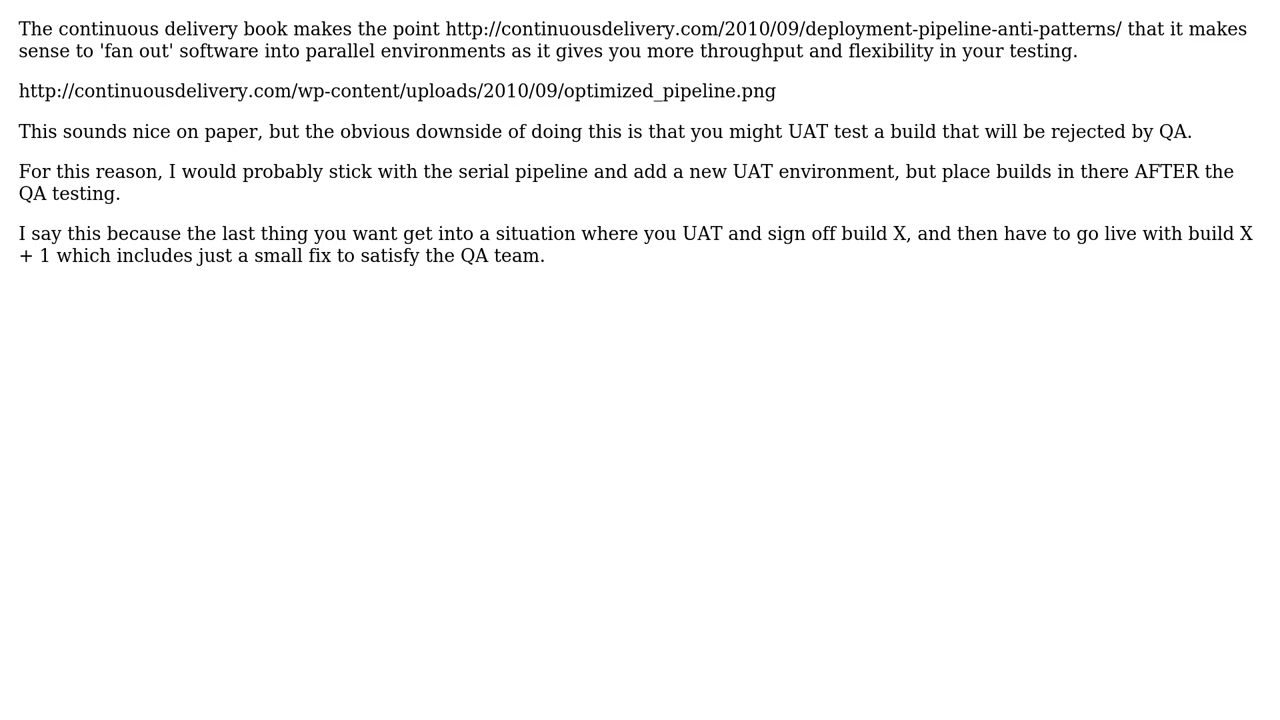 The continuous delivery book makes the point http://continuousdelivery.com/2010/09/deployment-pipeline-anti-patterns/ that it makes
sense to 'fan out' software into parallel environments as it gives you more throughput and flexibility in your testing.
http://continuousdelivery.com/wp-content/uploads/2010/09/optimized_pipeline.png
This sounds nice on paper, but the obvious downside of doing this is that you might UAT test a build that will be rejected by QA.
For this reason, I would probably stick with the serial pipeline and add a new UAT environment, but place builds in there AFTER the
QA testing.
I say this because the last thing you want get into a situation where you UAT and sign off build X, and then have to go live with build X
+ 1 which includes just a small fix to satisfy the QA team.